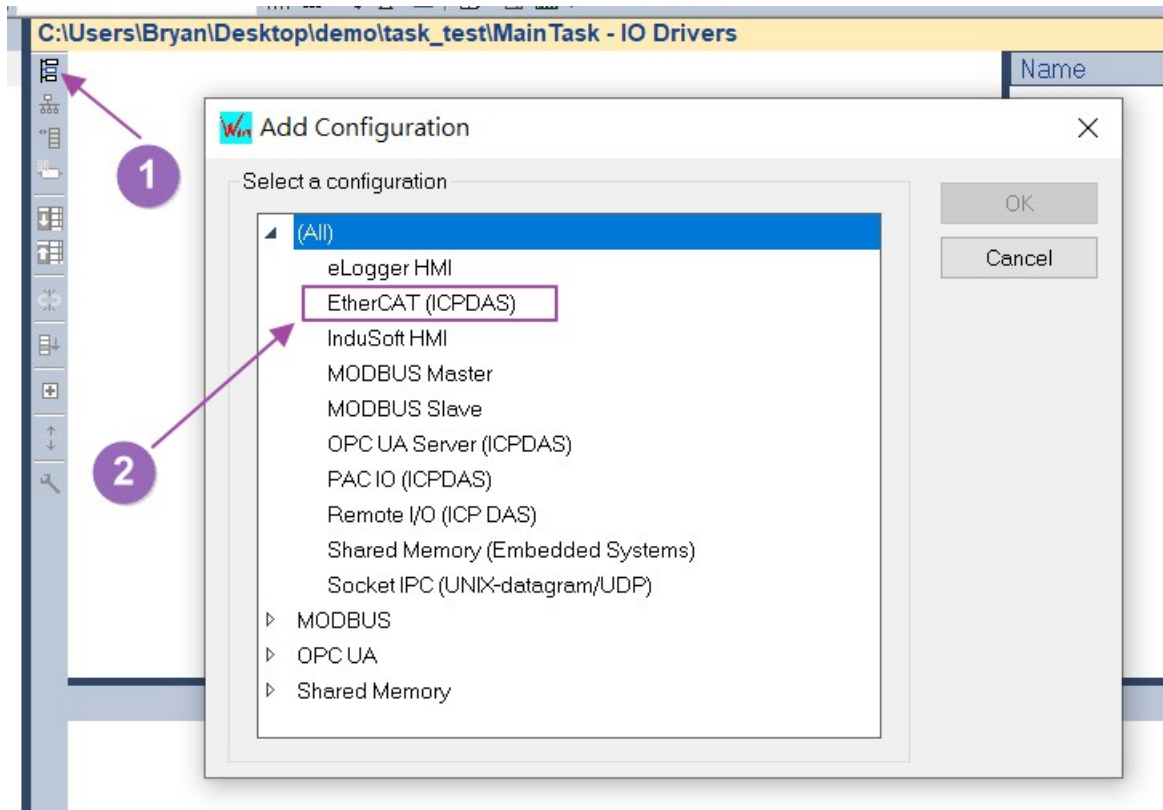 C:\Users\Bryan\Desktop\demo\task_test\MainTask - IO Drivers
Name
1
Win Add Configuration
Select a configuration
OK
Cancel
(All)
eLogger HMI
EtherCAT (ICPDAS)
InduSoft HMI
MODBUS Master
MODBUS Slave
OPC UA Server (ICPDAS)
PAC IO (ICPDAS)
Remote I/O (ICP DAS)
Shared Memory (Embedded Systems)
Socket IPC (UNIX-datagram/UDP)
MODBUS
OPC UA
Shared Memory
2